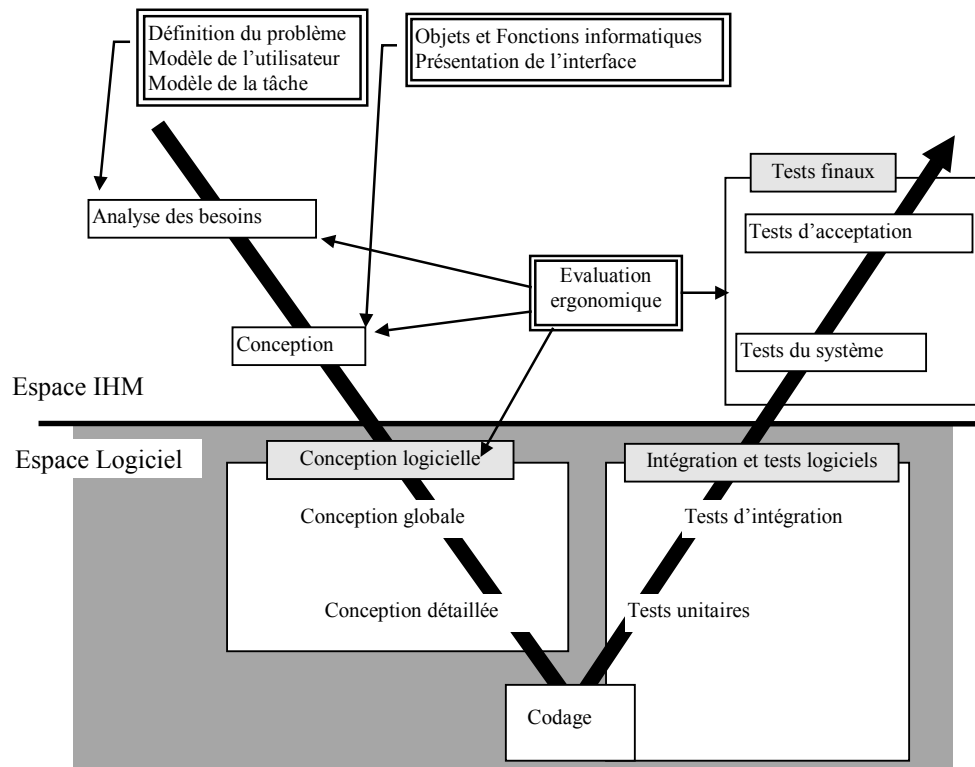 Définition du problème
Modèle de l’utilisateur
Modèle de la tâche
Objets et Fonctions informatiques
Présentation de l’interface
Tests finaux
Analyse des besoins
Tests d’acceptation
Evaluation
ergonomique
Conception
Tests du système
Espace IHM
Espace Logiciel
Conception logicielle
Intégration et tests logiciels
Conception globale
Tests d’intégration
Conception détaillée
Tests unitaires
Codage